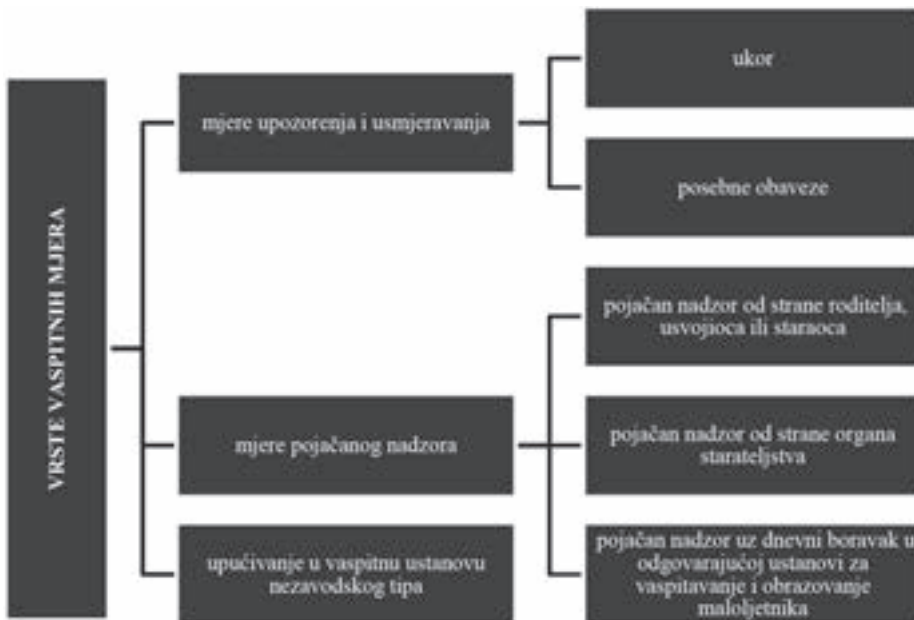 VRSTE VASPITNIH MJERA
mjere upozorenja i usmjeravanja
ukor
posebne obaveze
mjere pojačanog nadzora
pojačan nadzor od strane roditelja,
usvojioca ili staraoca
pojačan nadzor od strane organa
starateljstva
pojačan nadzor uz dnevni boravak u
odgovarajućoj ustanovi za
vaspitavanje i obrazovanje
maloljetnika
upućivanje u vaspitnu ustanovu
nezavodskog tipa